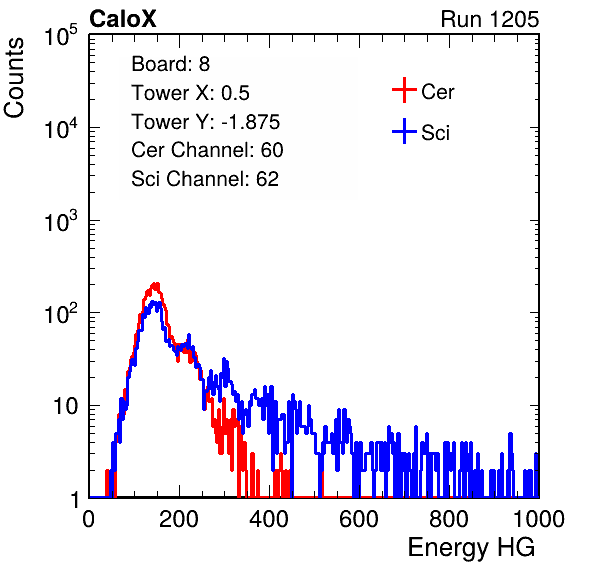 CaloX Run 1205
Counts
Board: 8
Tower X: 0.5
Tower Y: -1.875
Cer Channel: 60
Sci Channel: 62
Cer
Sci
10^5
10^4
10^3
10^2
10
1
0 200 400 600 800 1000
Energy HG